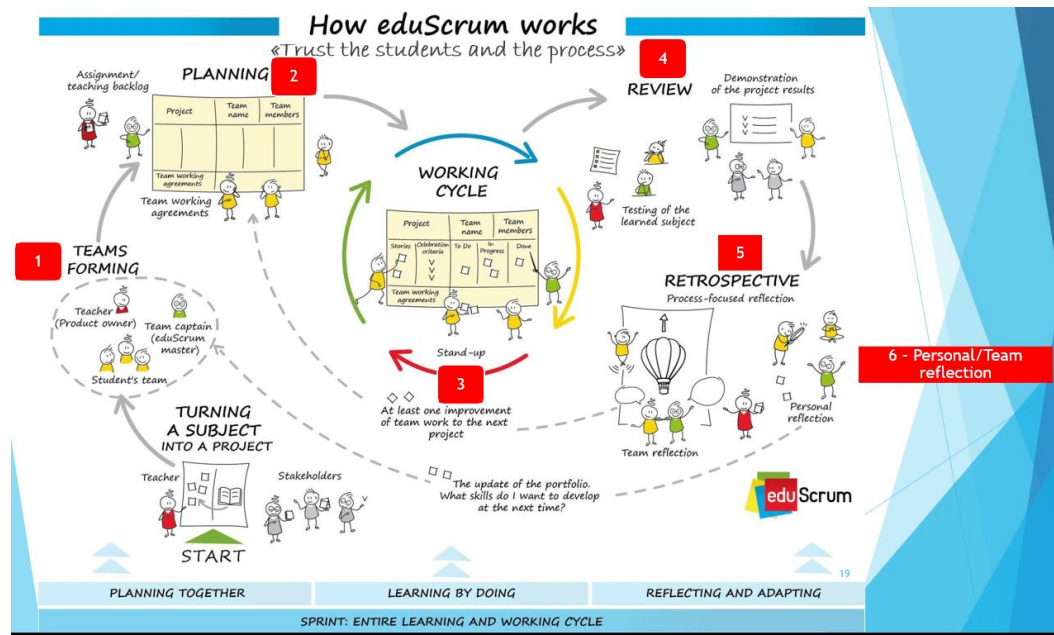 How eduScrum works
«Trust the students and the process»
Assignment/
teaching backlog
PLANNING
2
Project
Team
name
Team
members
Team working
agreements
Team working
agreements
4
REVIEW
Demonstration
of the project results
Testing of the
learned subject
WORKING
CYCLE
Project
Team
name
Team
members
Stories
Celebration
criteria
To Do
In
Progress
Done
Team working
agreements
Stand-up
3
1
TEAMS
FORMING
Teacher
(Product owner)
Team captain
(eduScrum
master)
Student's team
5
RETROSPECTIVE
Process-focused reflection
Personal
reflection
Team reflection
6 - Personal/Team
reflection
At least one improvement
of team work to the next
project
TURNING
A SUBJECT
INTO A PROJECT
Teacher
Stakeholders
START
The update of the portfolio.
What skills do I want to develop
at the next time?
eduScrum
19
PLANNING TOGETHER
LEARNING BY DOING
REFLECTING AND ADAPTING
SPRINT: ENTIRE LEARNING AND WORKING CYCLE